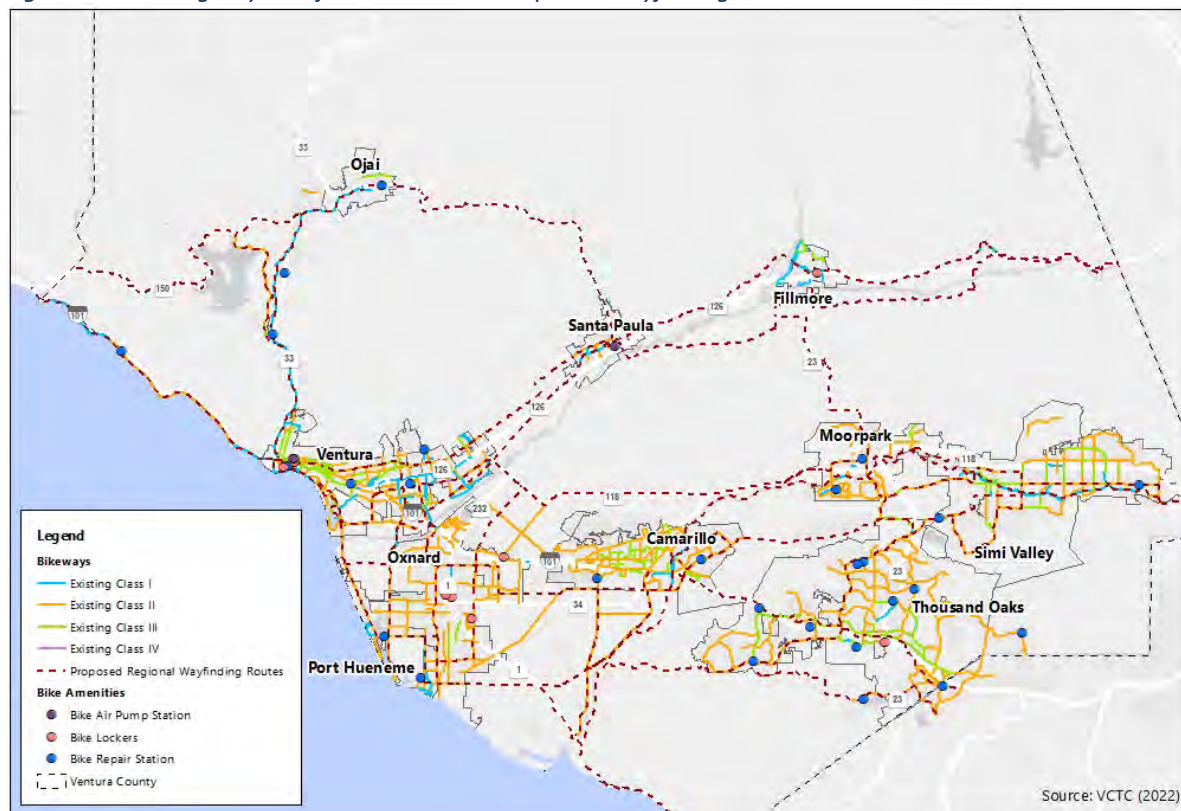 33
Ojai
150
101
33
Fillmore
126
Santa Paula
126
23
Moorpark
118
Ventura
126
101
232
118
Camarillo
Oxnard
101
Simi Valley
1
34
23
Thousand Oaks
Port Hueneme
1
23
Legend
Bikeways
Existing Class I
Existing Class II
Existing Class III
Existing Class IV
Proposed Regional Wayfinding Routes
Bike Amenities
Bike Air Pump Station
Bike Lockers
Bike Repair Station
Ventura County
Source: VCTC (2022)